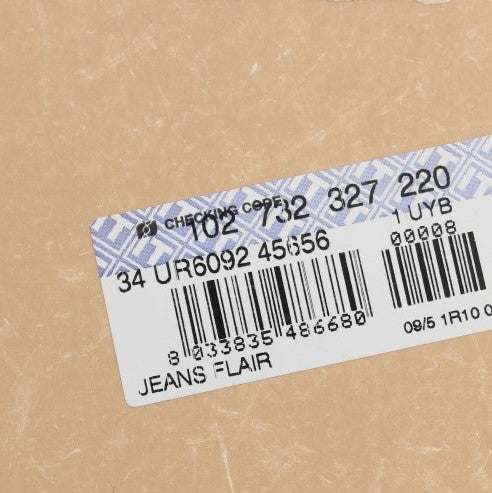 CHECKING CODE
102 732 327 220
34 UR6092 45656
1 UYB
00008
8 033835 486680
09/5 1R10 0
JEANS FLAIR